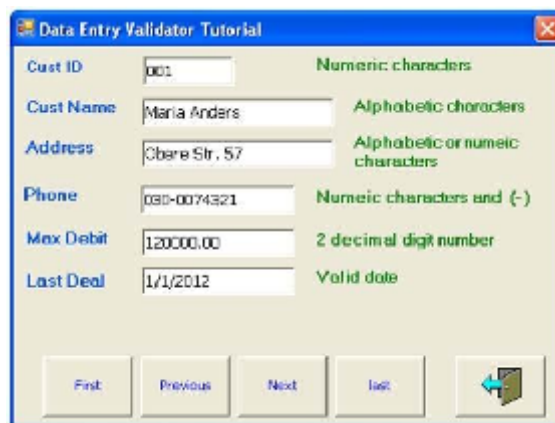 Data Entry Validator Tutorial
Cust ID 001 Numeric characters
Cust Name Maria Anders Alphabetic characters
Address Obere Str. 57 Alphabetic or numeic
characters
Phone 030-0074321 Numeic characters and (-)
Max Debit 120000.00 2 decimal digit number
Last Deal 1/1/2012 Valid date
First Previous Next last